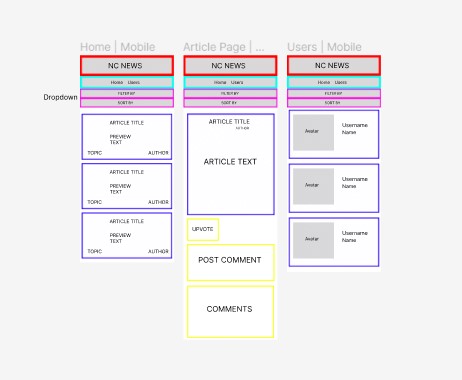 Home | Mobile
NC NEWS
Home Users
Dropdown
FILTER BY
SORT BY
ARTICLE TITLE
PREVIEW
TEXT
TOPIC AUTHOR
ARTICLE TITLE
PREVIEW
TEXT
TOPIC AUTHOR
ARTICLE TITLE
PREVIEW
TEXT
TOPIC AUTHOR
Article Page | ...
NC NEWS
Home Users
FILTER BY
SORT BY
ARTICLE TITLE
AUTHOR
ARTICLE TEXT
UPVOTE
POST COMMENT
COMMENTS
Users | Mobile
NC NEWS
Home Users
FILTER BY
SORT BY
Avatar
Username
Name
Avatar
Username
Name
Avatar
Username
Name